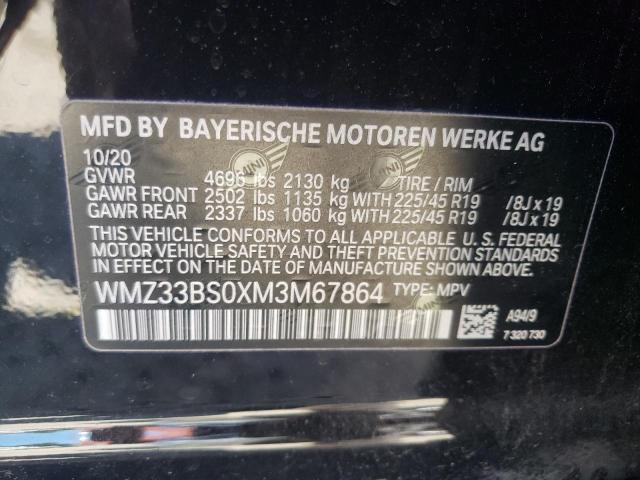 MFD BY BAYERISCHE MOTOREN WERKE AG
10/20
GVWR 4696 lbs 2130 kg TIRE / RIM
GAWR FRONT 2502 lbs 1135 kg WITH 225/45 R19 /8J x 19
GAWR REAR 2337 lbs 1060 kg WITH 225/45 R19 /8J x 19
THIS VEHICLE CONFORMS TO ALL APPLICABLE U. S. FEDERAL
MOTOR VEHICLE SAFETY AND THEFT PREVENTION STANDARDS
IN EFFECT ON THE DATE OF MANUFACTURE SHOWN ABOVE.
WMZ33BS0XM3M67864 TYPE: MPV
A94/9
7 320 730
MINI
MINI